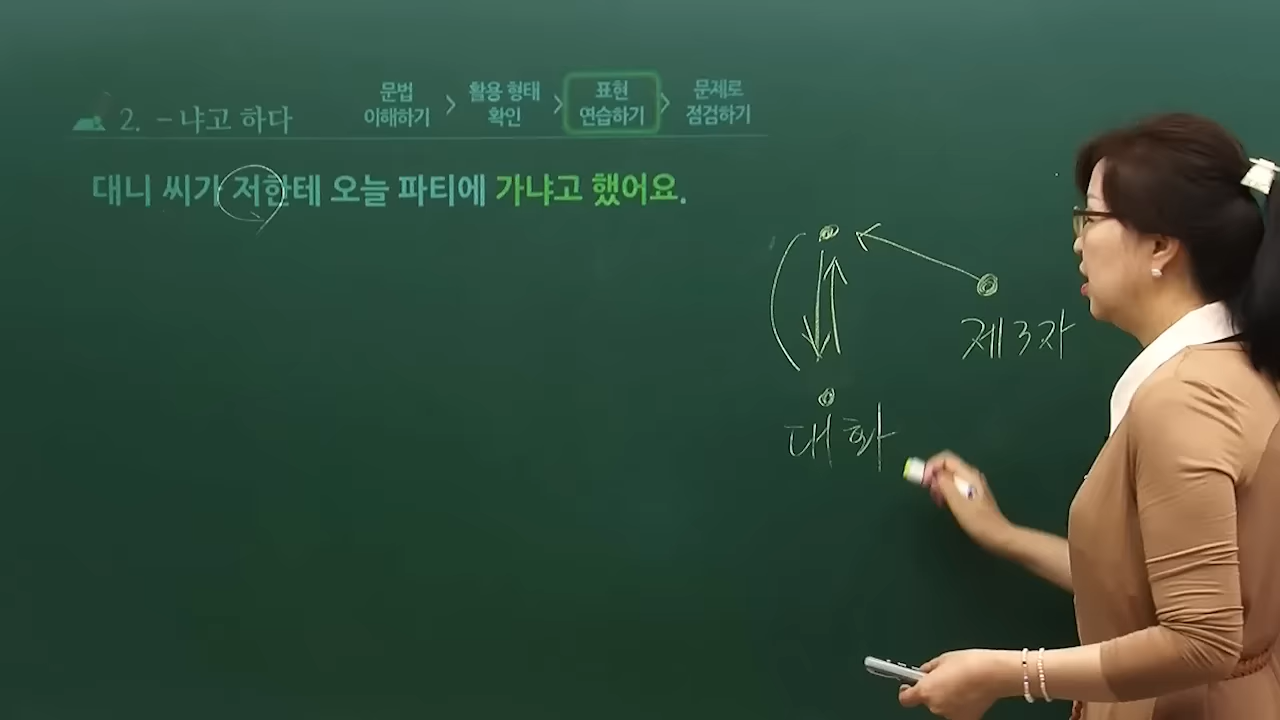 2. -냐고 하다
문법 이해하기 > 활용 형태 확인 > 표현 연습하기 > 문제로 점검하기
대니 씨가 저한테 오늘 파티에 가냐고 했어요.
제3자
대화